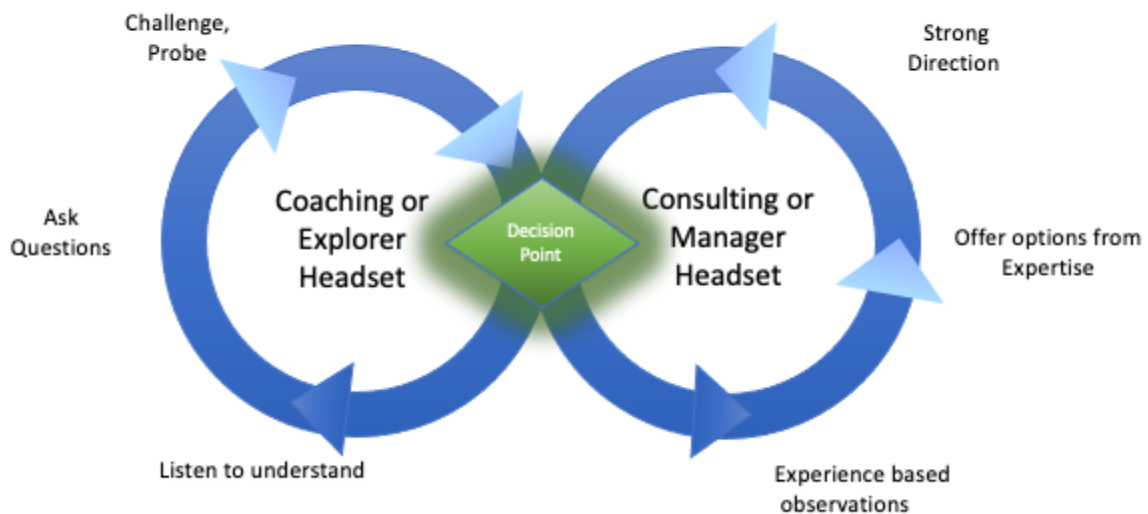 Challenge,
Probe
Strong
Direction
Ask
Questions
Coaching or
Explorer
Headset
Decision
Point
Consulting or
Manager
Headset
Offer options from
Expertise
Listen to understand
Experience based
observations